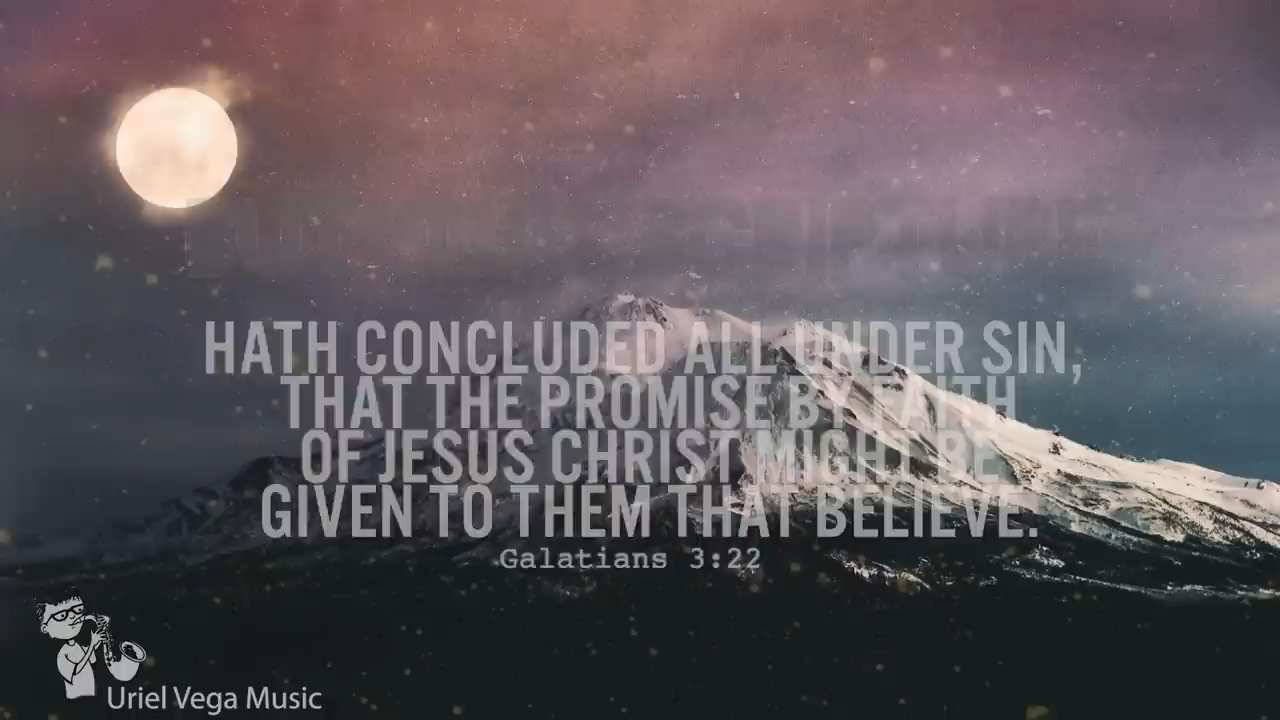 HATH CONCLUDED ALL UNDER SIN,
THAT THE PROMISE BY FAITH
OF JESUS CHRIST MIGHT BE
GIVEN TO THEM THAT BELIEVE.
Galatians 3:22
Uriel Vega Music